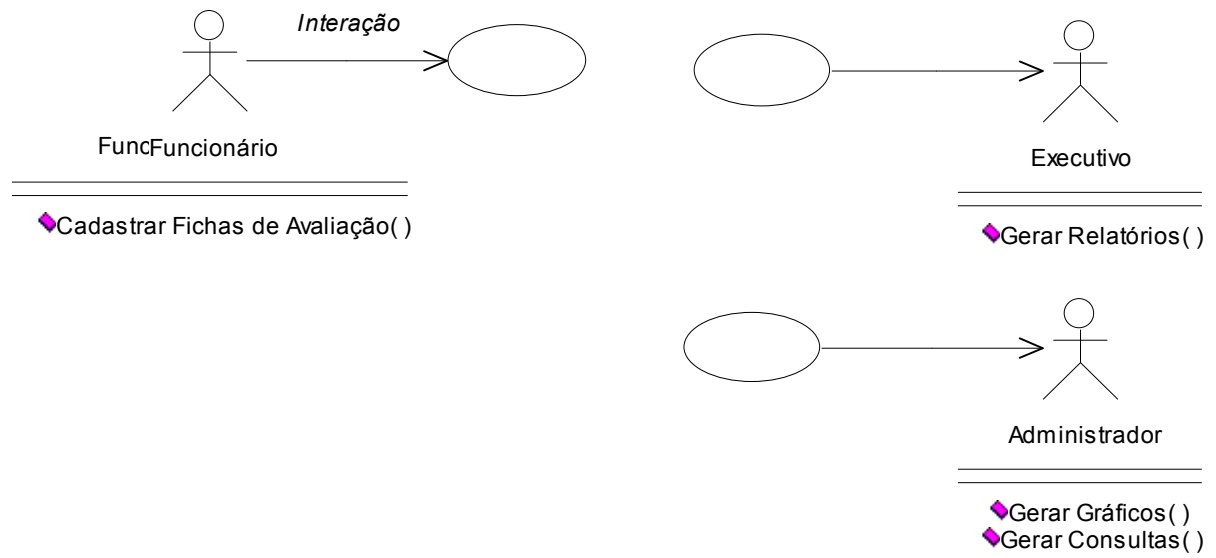 Interação
FuncFuncionário
Cadastrar Fichas de Avaliação( )
Executivo
Gerar Relatórios( )
Administrador
Gerar Gráficos( )
Gerar Consultas( )